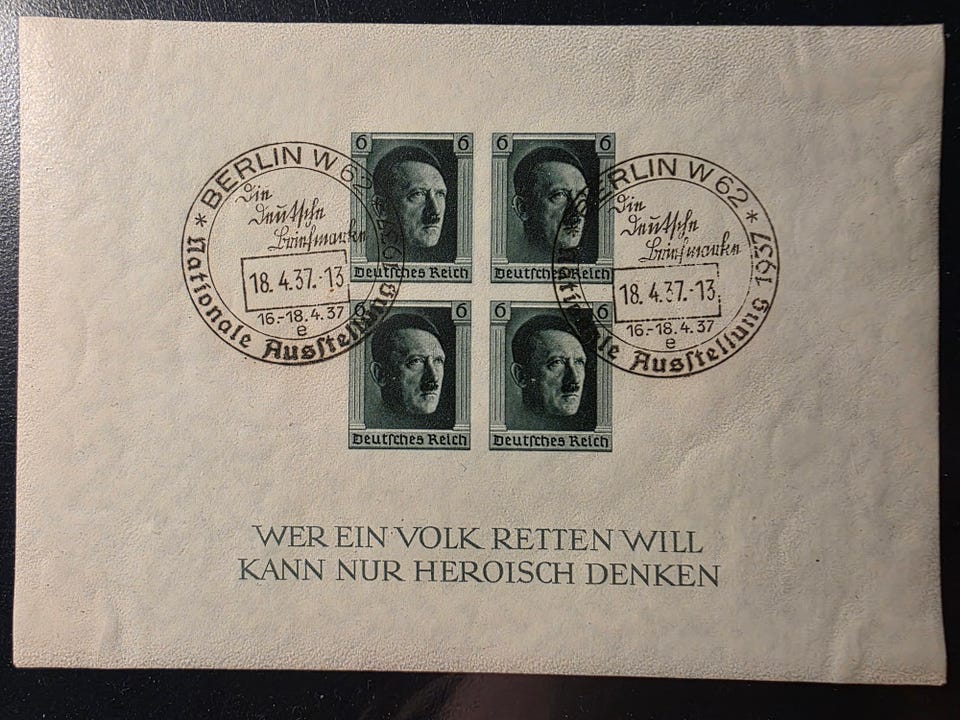 * BERLIN W 62 *
Nationale Ausstellung
Die
deutsche
Briefmarke
18.4.37.-13
16.-18.4.37
e
* BERLIN W 62 *
Nationale Ausstellung 1937
Die
deutsche
Briefmarke
18.4.37.-13
16.-18.4.37
e
6 6
Deutsches Reich
6 6
Deutsches Reich
6 6
Deutsches Reich
6 6
Deutsches Reich
WER EIN VOLK RETTEN WILL
KANN NUR HEROISCH DENKEN